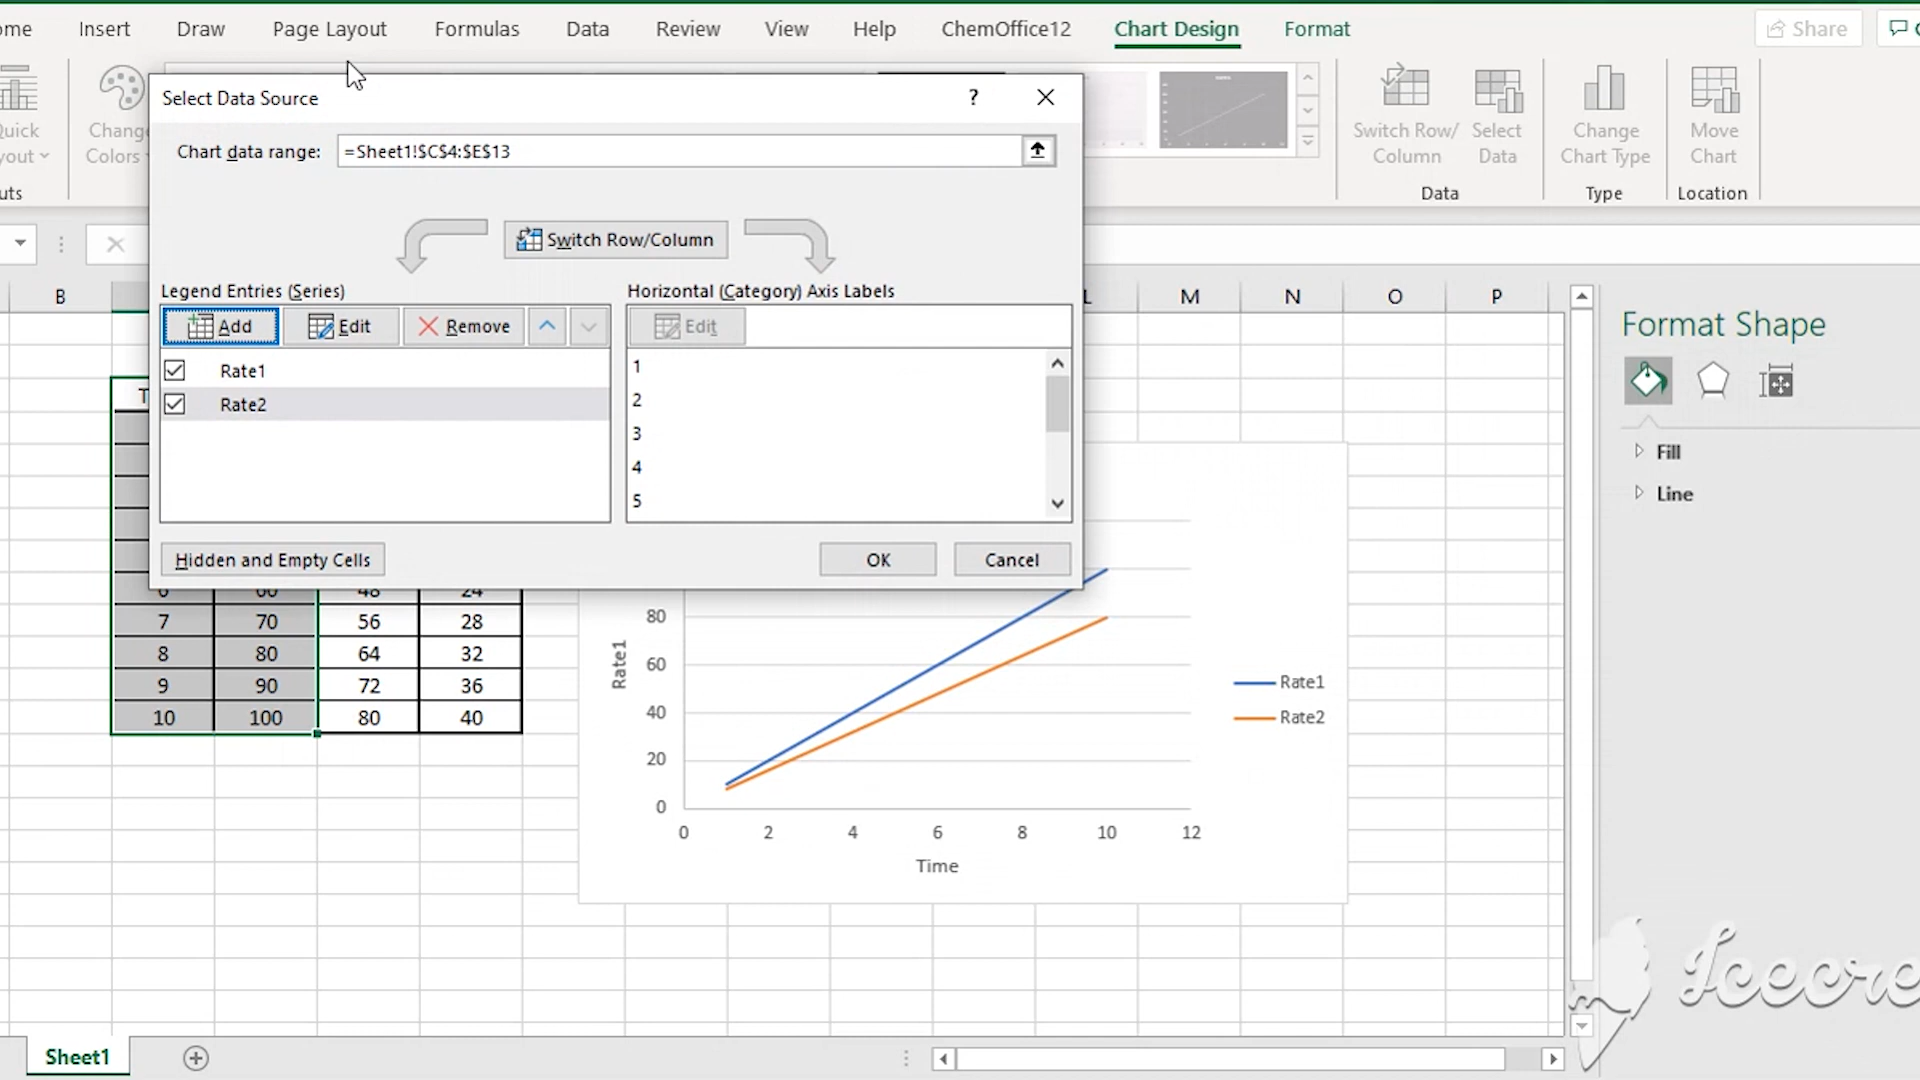 Insert Draw Page Layout Formulas Data Review View Help ChemOffice12 Chart Design Format Share
Select Data Source ?
Chart data range: =Sheet1!$C$4:$E$13
Switch Row/Column
Legend Entries (Series)
Add Edit Remove
Rate1
Rate2
Horizontal (Category) Axis Labels
Edit
1
2
3
4
5
Hidden and Empty Cells OK Cancel
Change
Colors
Switch Row/
Column
Select
Data
Data
Change
Chart Type
Type
Move
Chart
Location
B L M N O P
7 70 56 28
8 80 64 32
9 90 72 36
10 100 80 40
80
60
40
20
0
Rate1
0 2 4 6 8 10 12
Time
Rate1
Rate2
Format Shape
Fill
Line
Sheet1